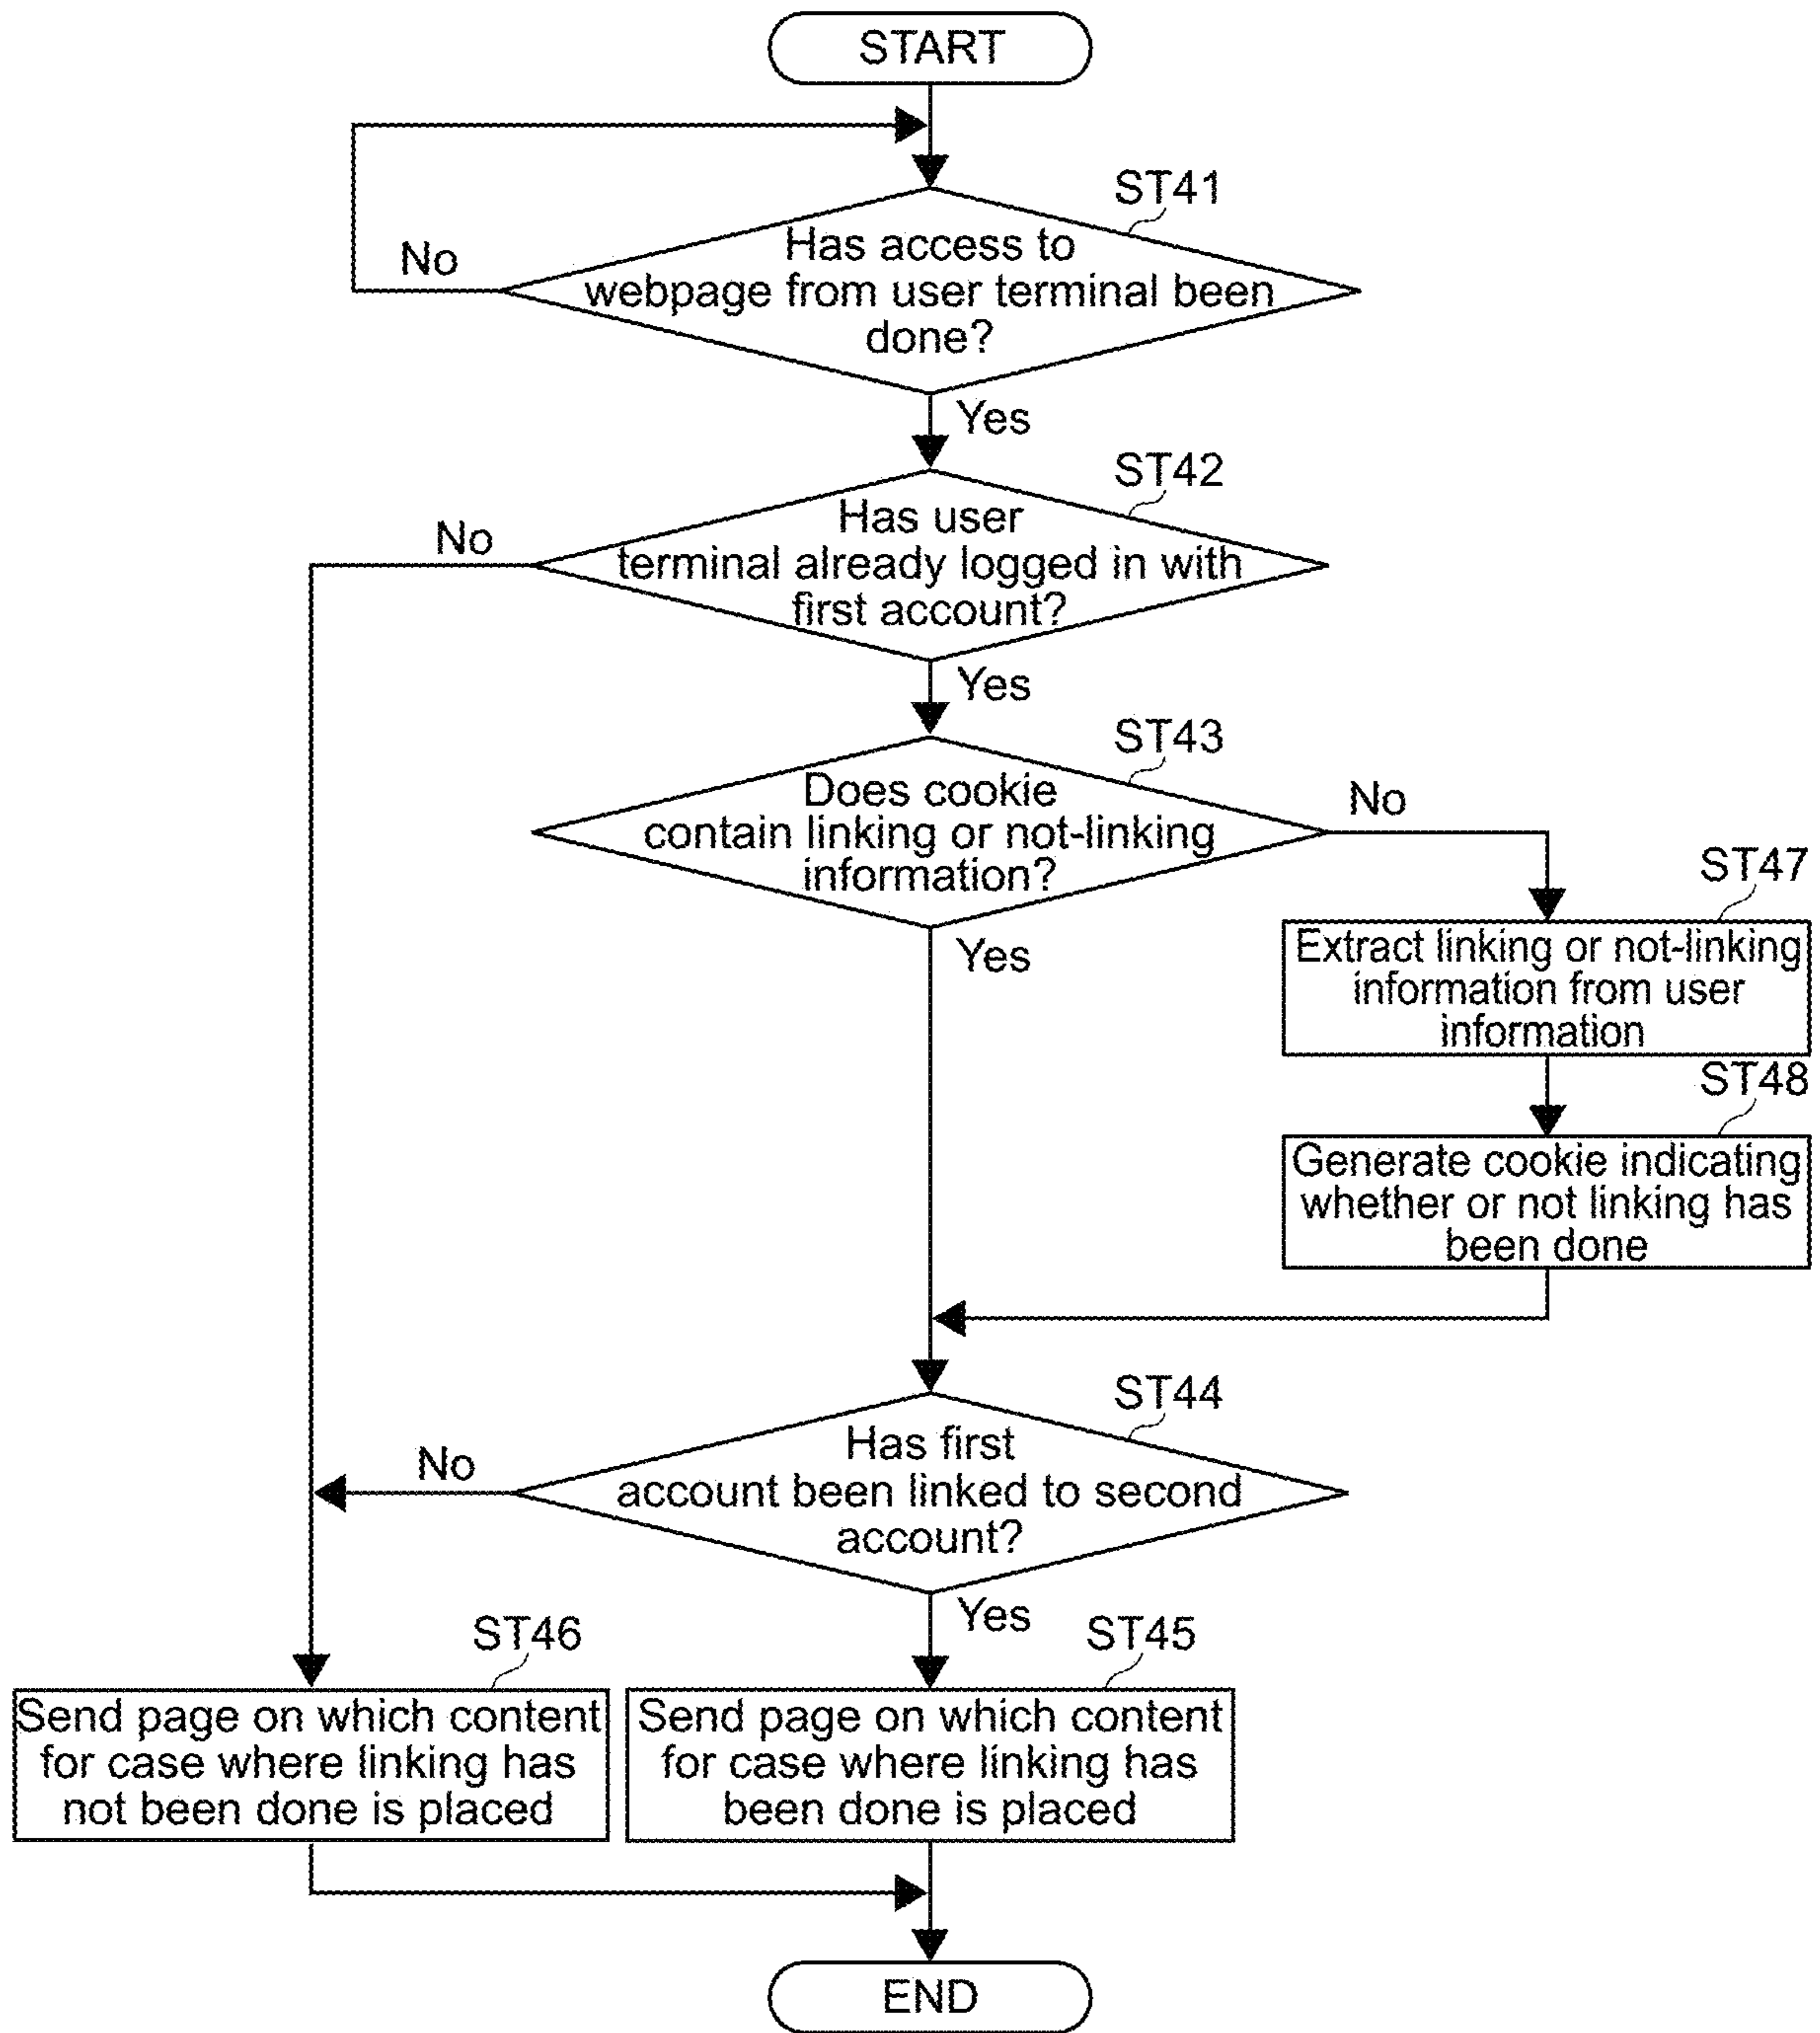 START
ST41
Has access to
webpage from user terminal been
done?
No
Yes
ST42
Has user
terminal already logged in with
first account?
No
Yes
ST43
Does cookie
contain linking or not-linking
information?
No
Yes
ST47
Extract linking or not-linking
information from user
information
ST48
Generate cookie indicating
whether or not linking has
been done
ST44
Has first
account been linked to second
account?
No
Yes
ST46
Send page on which content
for case where linking has
not been done is placed
ST45
Send page on which content
for case where linking has
been done is placed
END